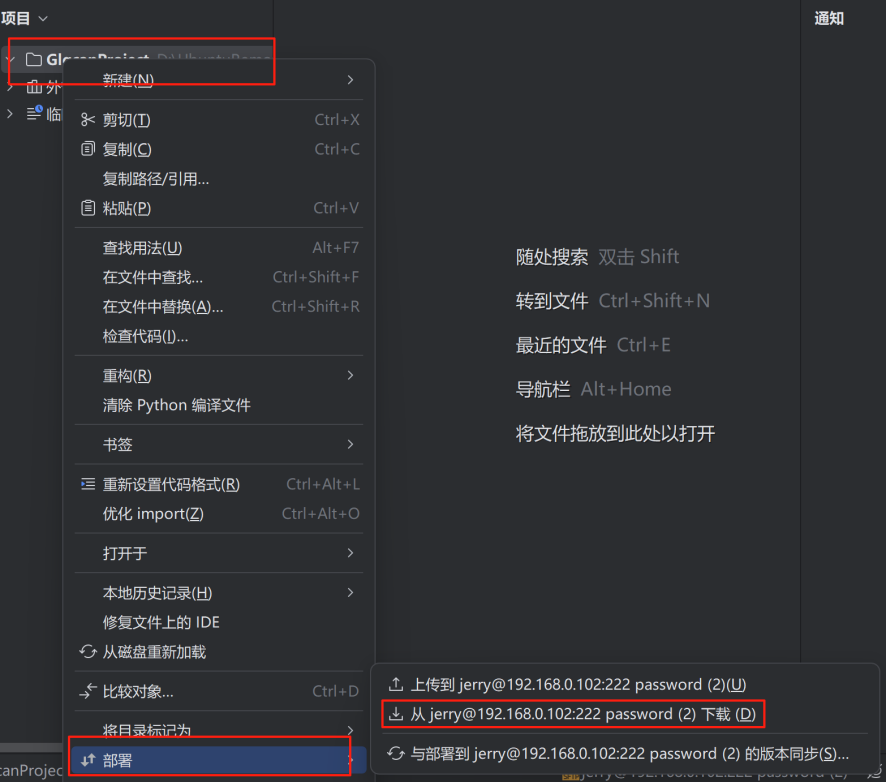 项目
通知
GlocanProject
外
临
新建(N)
剪切(T) Ctrl+X
复制(C) Ctrl+C
复制路径/引用...
粘贴(P) Ctrl+V
查找用法(U) Alt+F7
在文件中查找... Ctrl+Shift+F
在文件中替换(A)... Ctrl+Shift+R
检查代码(I)...
重构(R)
清除 Python 编译文件
书签
重新设置代码格式(R) Ctrl+Alt+L
优化 import(Z) Ctrl+Alt+O
打开于
本地历史记录(H)
修复文件上的 IDE
从磁盘重新加载
比较对象... Ctrl+D
将目录标记为
部署
随处搜索 双击 Shift
转到文件 Ctrl+Shift+N
最近的文件 Ctrl+E
导航栏 Alt+Home
将文件拖放到此处以打开
上传到 jerry@192.168.0.102:222 password (2)(U)
从 jerry@192.168.0.102:222 password (2) 下载 (D)
与部署到 jerry@192.168.0.102:222 password (2) 的版本同步(S)...
jerry@192.168.0.102:222 password (2)